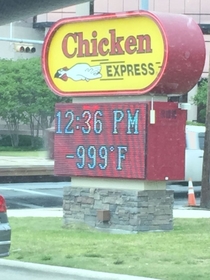 Chicken
EXPRESS
12:36 PM
-999°F